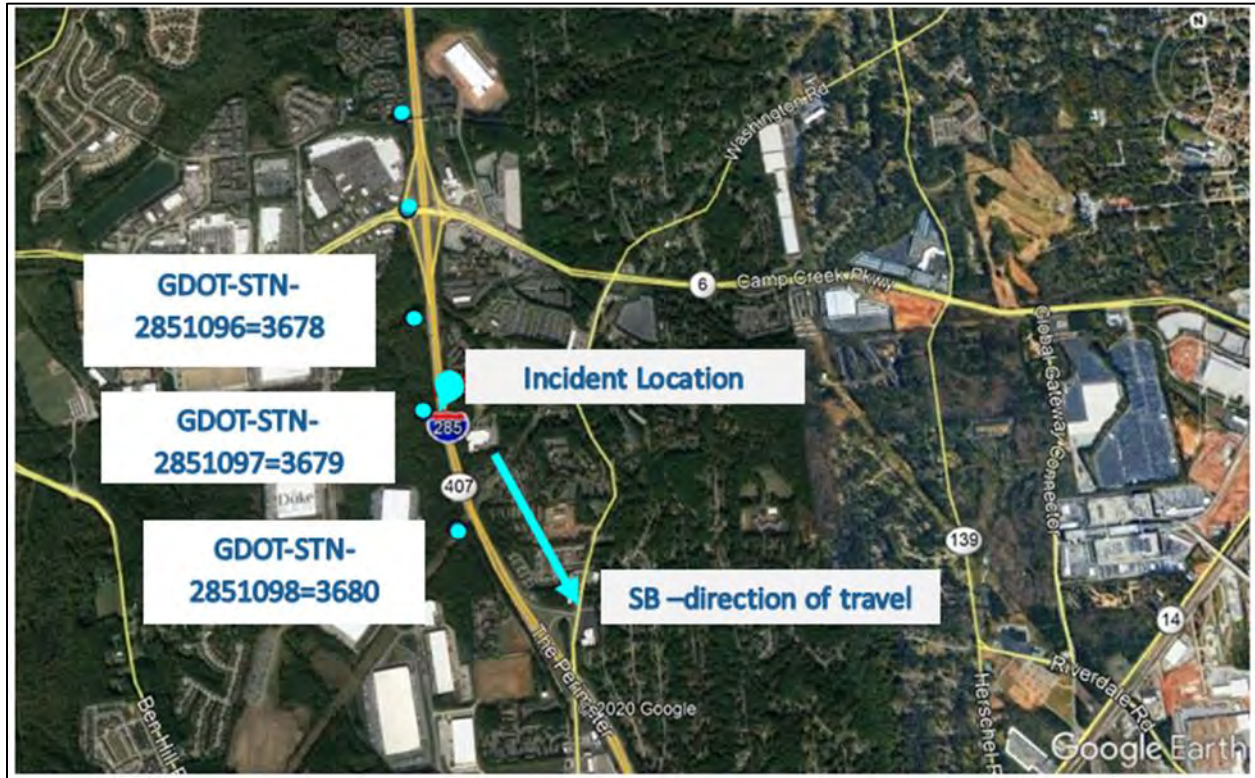 N
Washington Rd
6
Camp Creek Pkwy
GDOT-STN-
2851096=3678
Global Gateway Connector
Incident Location
285
GDOT-STN-
2851097=3679
407
Duke
139
GDOT-STN-
2851098=3680
SB –direction of travel
14
The Perimeter
Riverdale Rd
©2020 Google
Ben Hill
Herschel
Google Earth